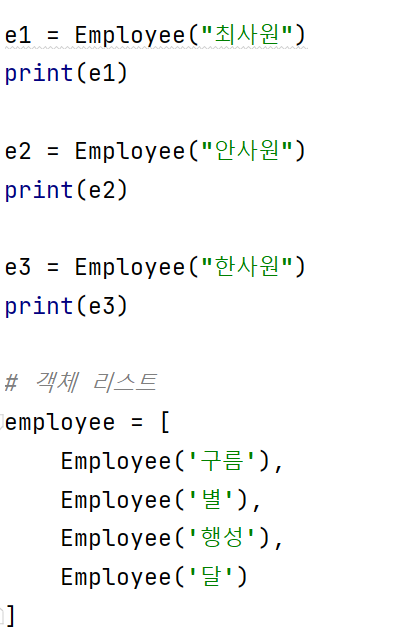 e1 = Employee("최사원")
print(e1)
e2 = Employee("안사원")
print(e2)
e3 = Employee("한사원")
print(e3)
# 객체 리스트
employee = [
    Employee('구름'),
    Employee('별'),
    Employee('행성'),
    Employee('달')
]